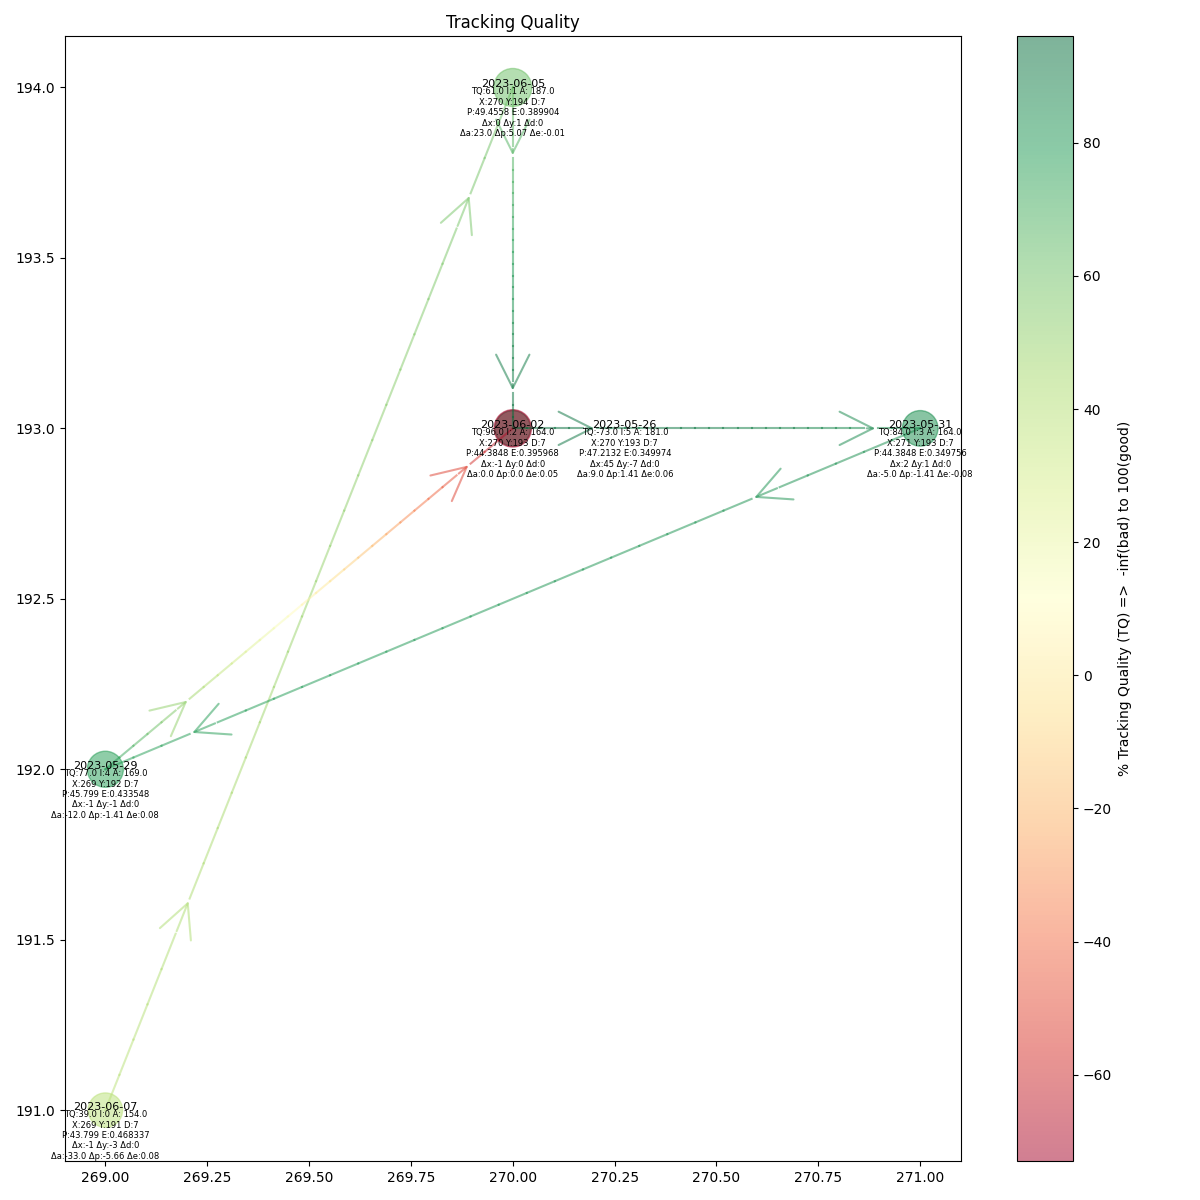 Tracking Quality
194.0
193.5
193.0
192.5
192.0
191.5
191.0
269.00
269.25
269.50
269.75
270.00
270.25
270.50
270.75
271.00
2023-06-05
TQ:61.0 I:1 A: 187.0
X:270 Y:194 D:7
P:49.4558 E:0.389904
Δx:0 Δy:1 Δd:0
Δa:23.0 Δp:5.07 Δe:-0.01
2023-06-02
TQ:96.0 I:2 A: 164.0
X:270 Y:193 D:7
P:44.3848 E:0.395968
Δx:-1 Δy:0 Δd:0
Δa:0.0 Δp:0.0 Δe:0.05
2023-05-26
TQ:-73.0 I:5 A: 181.0
X:270 Y:193 D:7
P:47.2132 E:0.349974
Δx:45 Δy:-7 Δd:0
Δa:9.0 Δp:1.41 Δe:0.06
2023-05-31
TQ:84.0 I:3 A: 164.0
X:271 Y:193 D:7
P:44.3848 E:0.349756
Δx:2 Δy:1 Δd:0
Δa:-5.0 Δp:-1.41 Δe:-0.08
2023-05-29
TQ:77.0 I:4 A: 169.0
X:269 Y:192 D:7
P:45.799 E:0.433548
Δx:-1 Δy:-1 Δd:0
Δa:-12.0 Δp:-1.41 Δe:0.08
2023-06-07
TQ:39.0 I:0 A: 154.0
X:269 Y:191 D:7
P:43.799 E:0.468337
Δx:-1 Δy:-3 Δd:0
Δa:-33.0 Δp:-5.66 Δe:0.08
80
60
40
20
0
−20
−40
−60
% Tracking Quality (TQ) => -inf(bad) to 100(good)